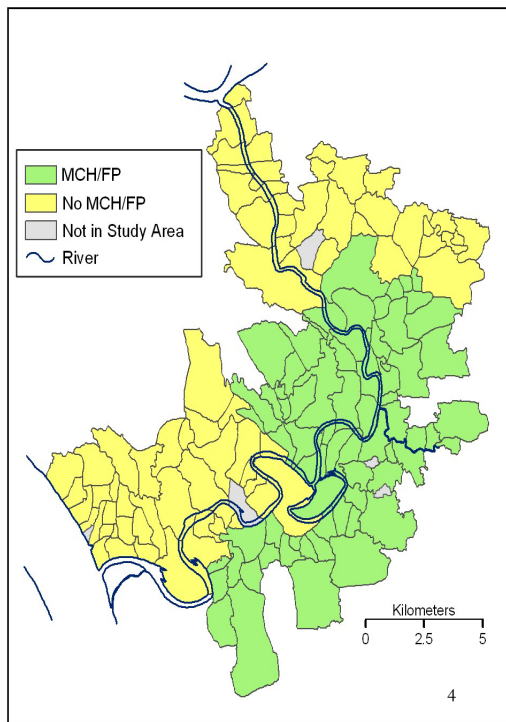 MCH/FP
No MCH/FP
Not in Study Area
River
Kilometers
0 2.5 5
4